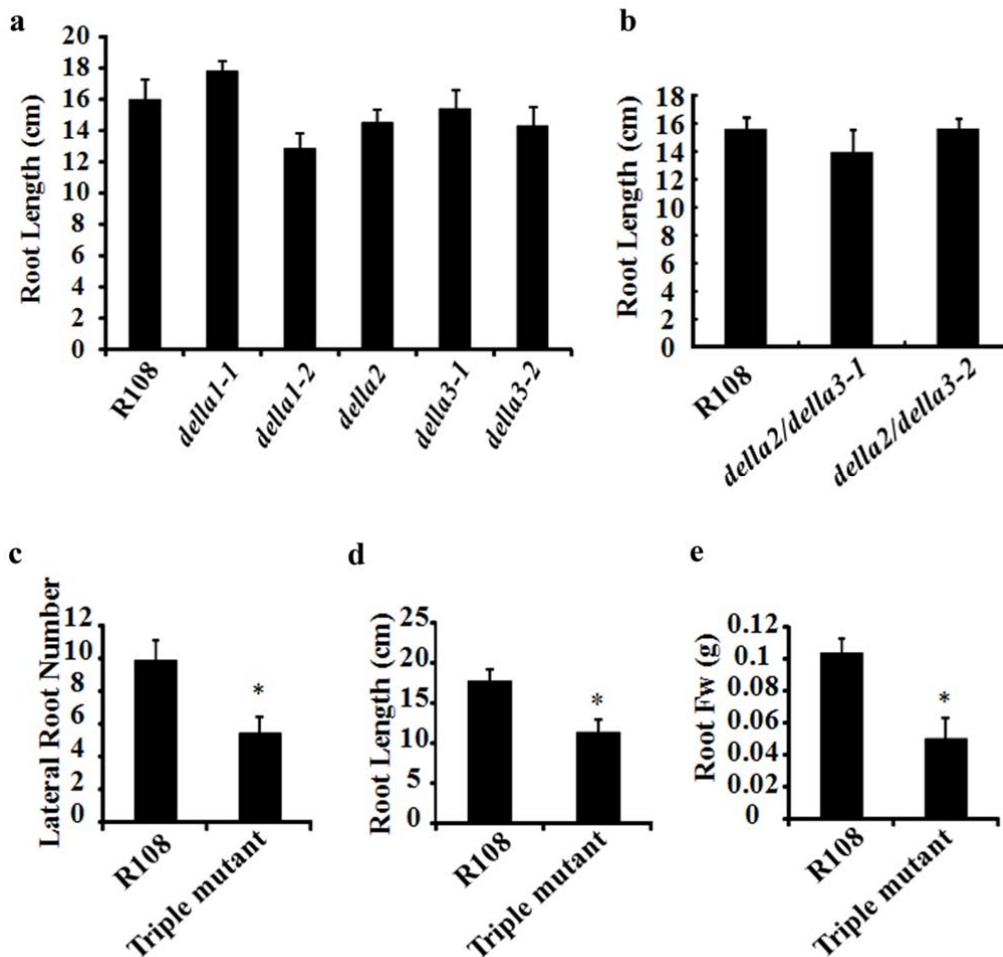 a
Root Length (cm)
20
18
16
14
12
10
8
6
4
2
0
R108
della1-1
della1-2
della2
della3-1
della3-2
b
Root Length (cm)
18
16
14
12
10
8
6
4
2
0
R108
della2/della3-1
della2/della3-2
c
Lateral Root Number
12
10
8
6
4
2
0
*
R108
Triple mutant
d
Root Length (cm)
25
20
15
10
5
0
*
R108
Triple mutant
e
Root Fw (g)
0.12
0.1
0.08
0.06
0.04
0.02
0
*
R108
Triple mutant